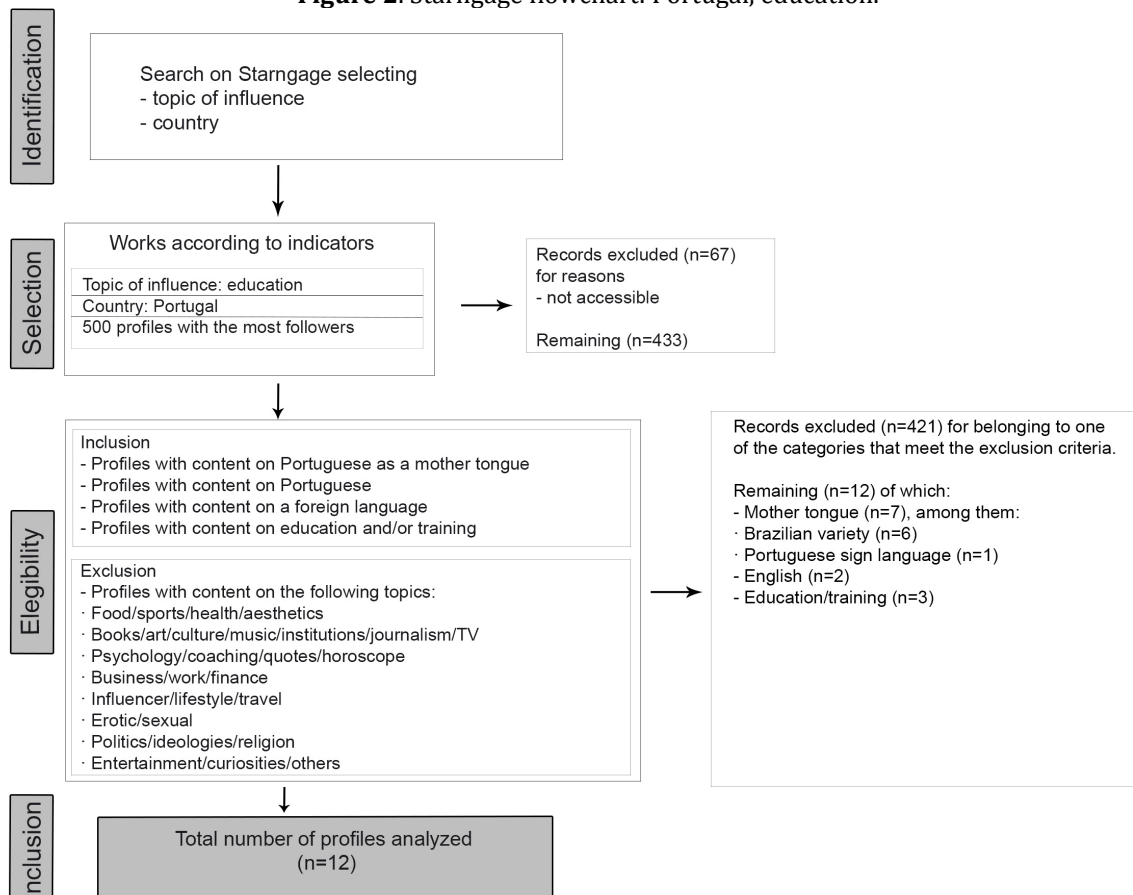 Figure 2. Starngage flowchart: Portugal, education.
Identification
Search on Starngage selecting
- topic of influence
- country
Selection
Works according to indicators
Topic of influence: education
Country: Portugal
500 profiles with the most followers
Records excluded (n=67)
for reasons
- not accessible
Remaining (n=433)
Elegibility
Inclusion
- Profiles with content on Portuguese as a mother tongue
- Profiles with content on Portuguese
- Profiles with content on a foreign language
- Profiles with content on education and/or training
Exclusion
- Profiles with content on the following topics:
· Food/sports/health/aesthetics
· Books/art/culture/music/institutions/journalism/TV
· Psychology/coaching/quotes/horoscope
· Business/work/finance
· Influencer/lifestyle/travel
· Erotic/sexual
· Politics/ideologies/religion
· Entertainment/curiosities/others
Records excluded (n=421) for belonging to one
of the categories that meet the exclusion criteria.
Remaining (n=12) of which:
- Mother tongue (n=7), among them:
· Brazilian variety (n=6)
· Portuguese sign language (n=1)
- English (n=2)
- Education/training (n=3)
nclusion
Total number of profiles analyzed
(n=12)